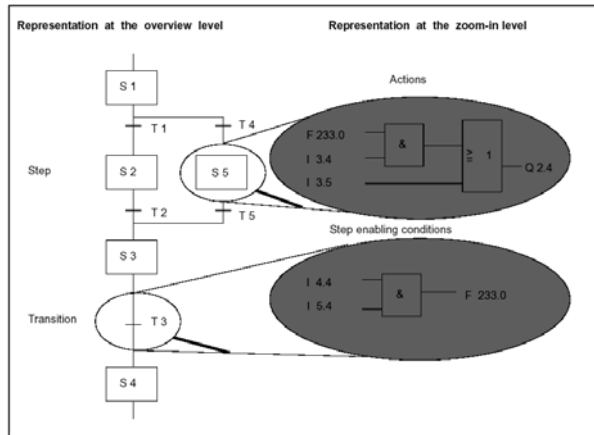 Representation at the overview level
Representation at the zoom-in level
Actions
S 1
T 1
T 4
F 233.0
I 3.4
I 3.5
&
≥
1
Q 2.4
Step
S 2
S 5
T 2
T 5
Step enabling conditions
S 3
I 4.4
I 5.4
&
F 233.0
Transition
T 3
S 4